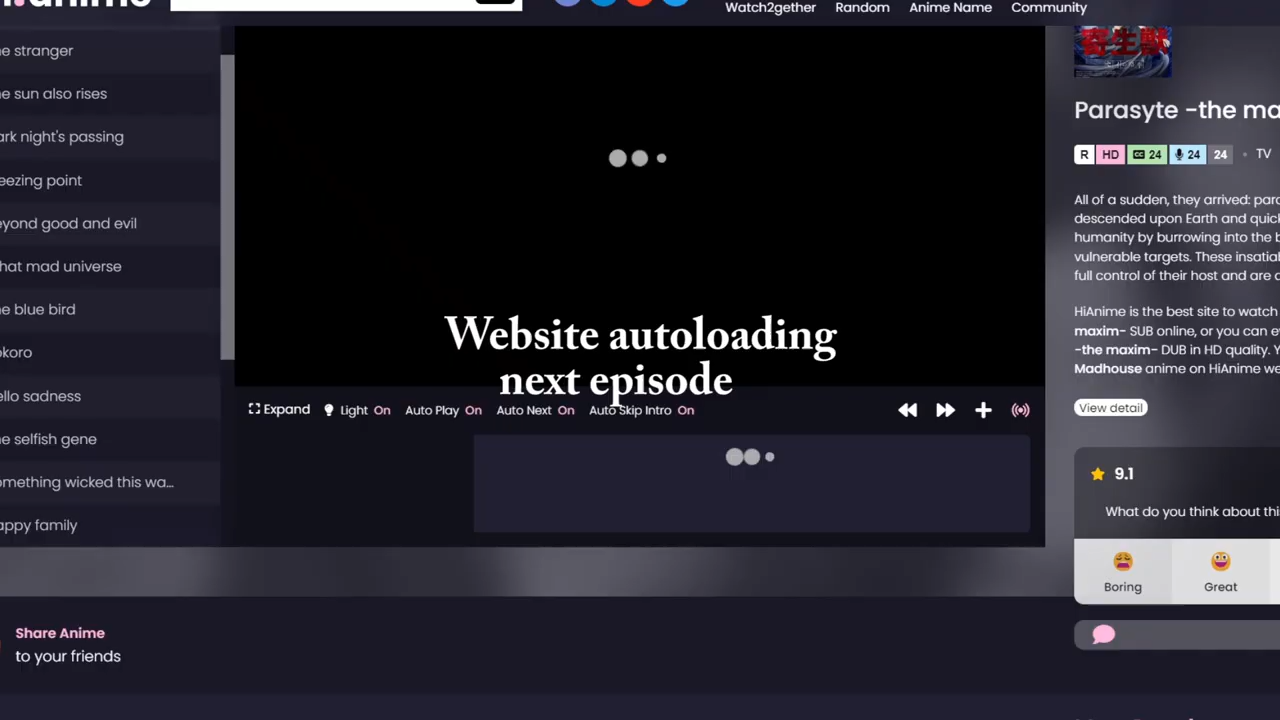 Watch2gether Random Anime Name Community
e stranger
e sun also rises
ark night's passing
eezing point
eyond good and evil
hat mad universe
e blue bird
okoro
ello sadness
e selfish gene
omething wicked this wa...
appy family
Website autoloading
next episode
Expand Light On Auto Play On Auto Next On Auto Skip Intro On
Share Anime
to your friends
寄生獣
Parasyte -the ma
R HD CC 24 24 24 • TV
All of a sudden, they arrived: para
descended upon Earth and quick
humanity by burrowing into the b
vulnerable targets. These insatiab
full control of their host and are
HiAnime is the best site to watch
maxim- SUB online, or you can e
-the maxim- DUB in HD quality. Y
Madhouse anime on HiAnime we
View detail
9.1
What do you think about thi
Boring Great